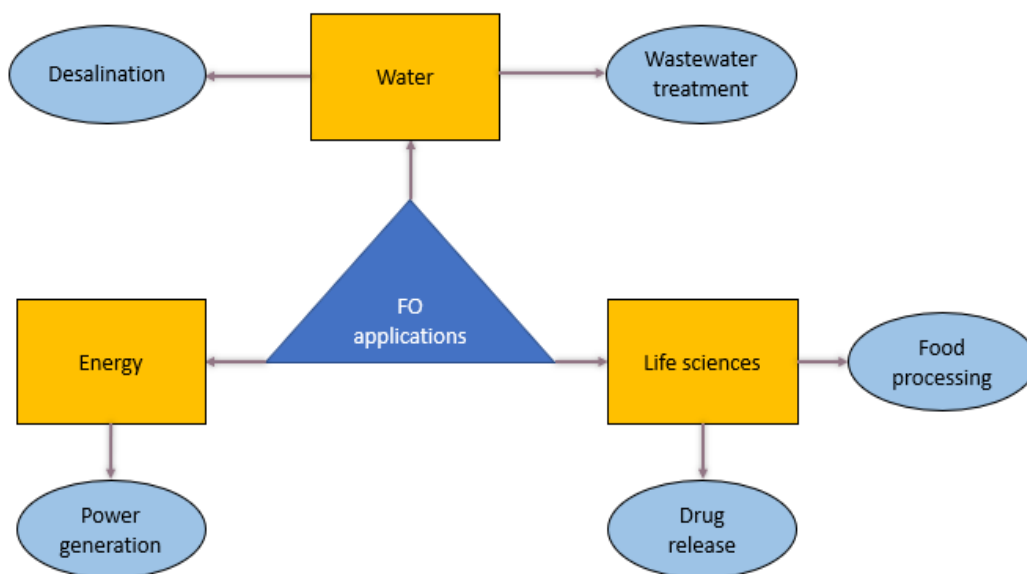 Desalination
Water
Wastewater
treatment
FO
applications
Energy
Life sciences
Food
processing
Power
generation
Drug
release